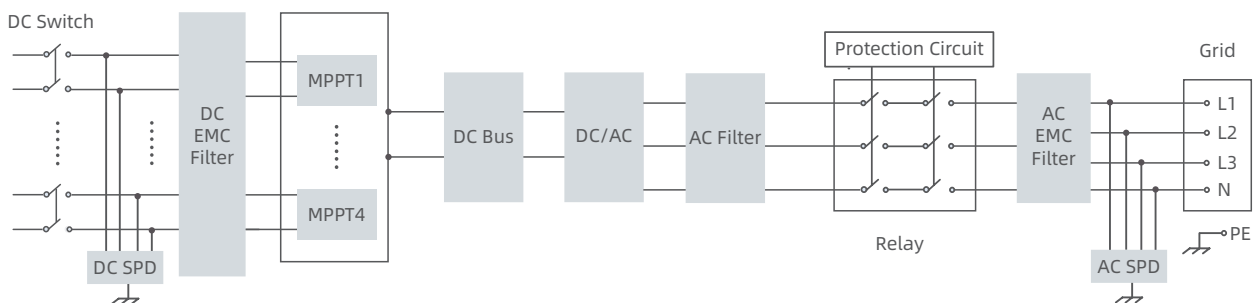 DC Switch
DC SPD
DC
EMC
Filter
MPPT1
MPPT4
DC Bus
DC/AC
AC Filter
Protection Circuit
Relay
AC
EMC
Filter
AC SPD
Grid
L1
L2
L3
N
PE